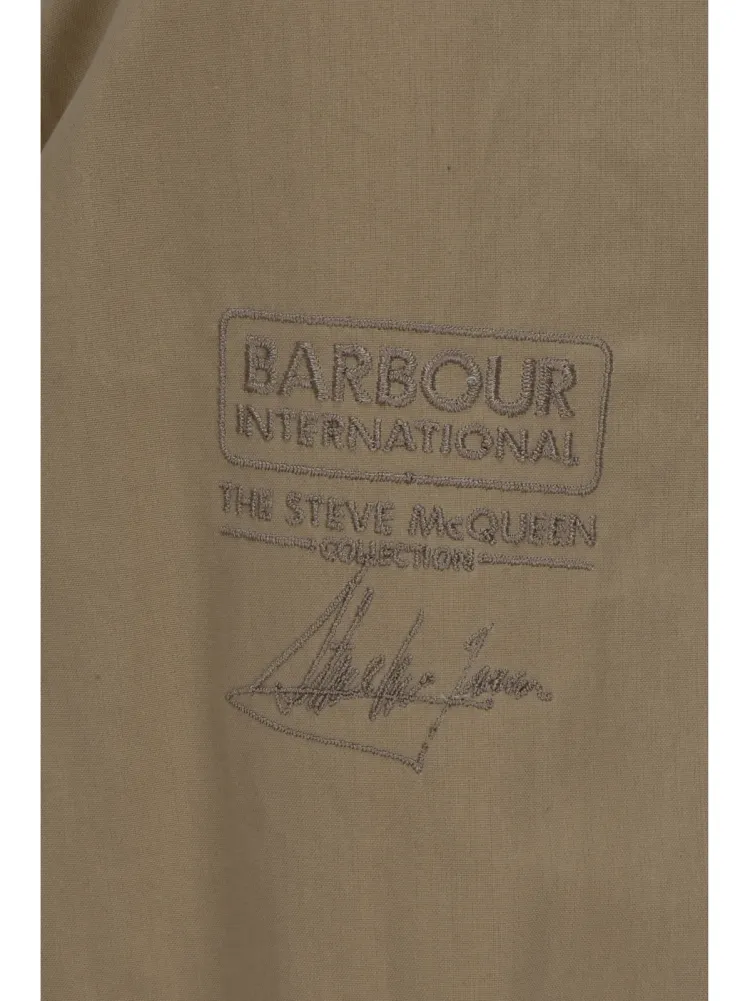 BARBOUR
INTERNATIONAL
THE STEVE McQUEEN
COLLECTION